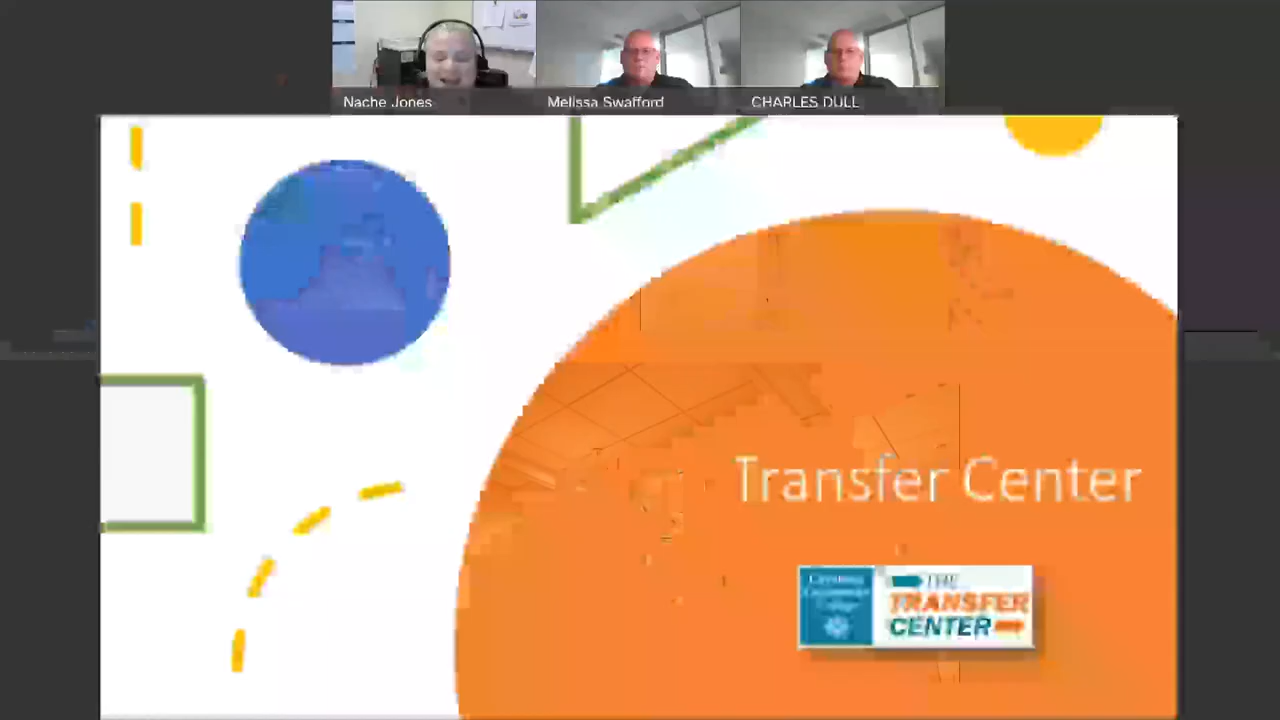 Nache Jones
Melissa Swafford
CHARLES DULL
Transfer Center
THE
TRANSFER
CENTER